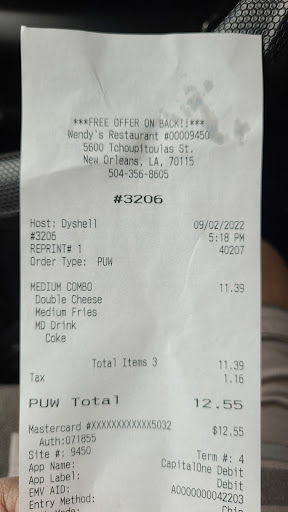 ***FREE OFFER ON BACK!!***
Wendy's Restaurant #00009450
5600 Tchoupitoulas St.
New Orleans, LA, 70115
504-356-8605
#3206
Host: Dyshell 09/02/2022
#3206 5:18 PM
REPRINT# 1 40207
Order Type: PUW
MEDIUM COMBO 11.39
Double Cheese
Medium Fries
MD Drink
Coke
Total Items 3 11.39
Tax 1.16
PUW Total 12.55
Mastercard #XXXXXXXXXXXX5032 $12.55
Auth:071855
Site #: 9450 Term #: 4
App Name: CapitalOne Debit
App Label: Debit
EMV AID: A0000000042203
Entry Method: Chip